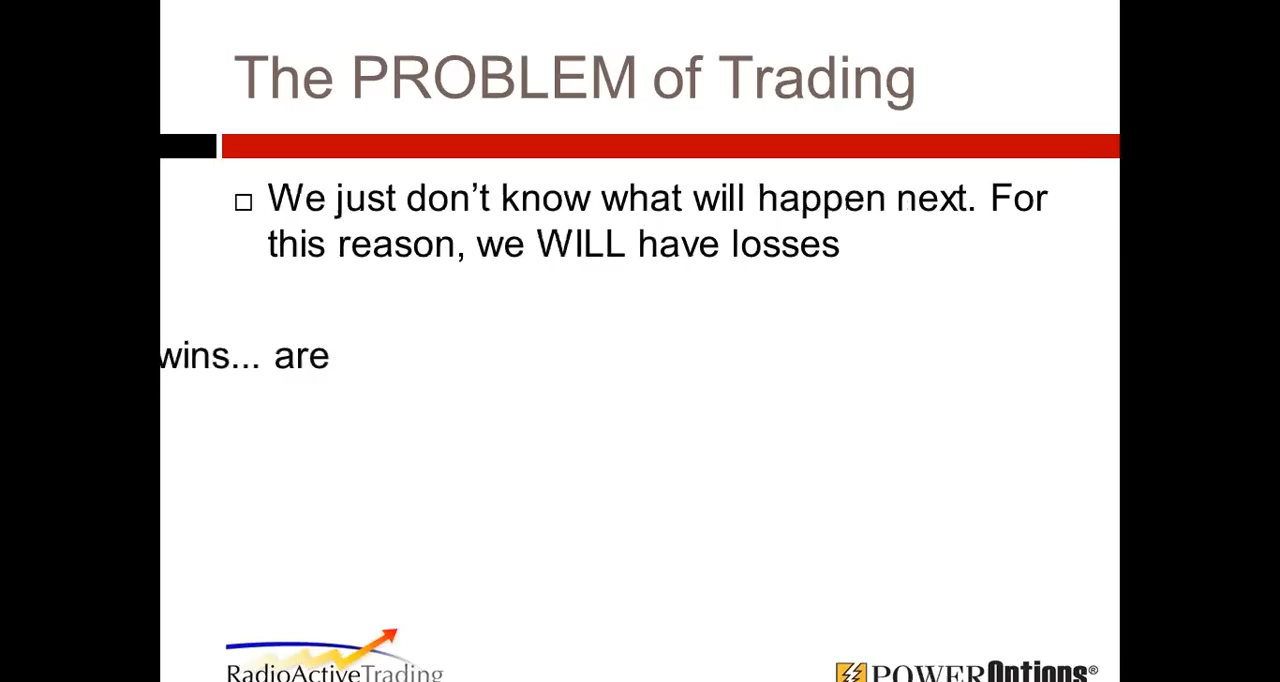 The PROBLEM of Trading
We just don’t know what will happen next. For
this reason, we WILL have losses
wins... are
RadioActiveTrading
POWEROptions®